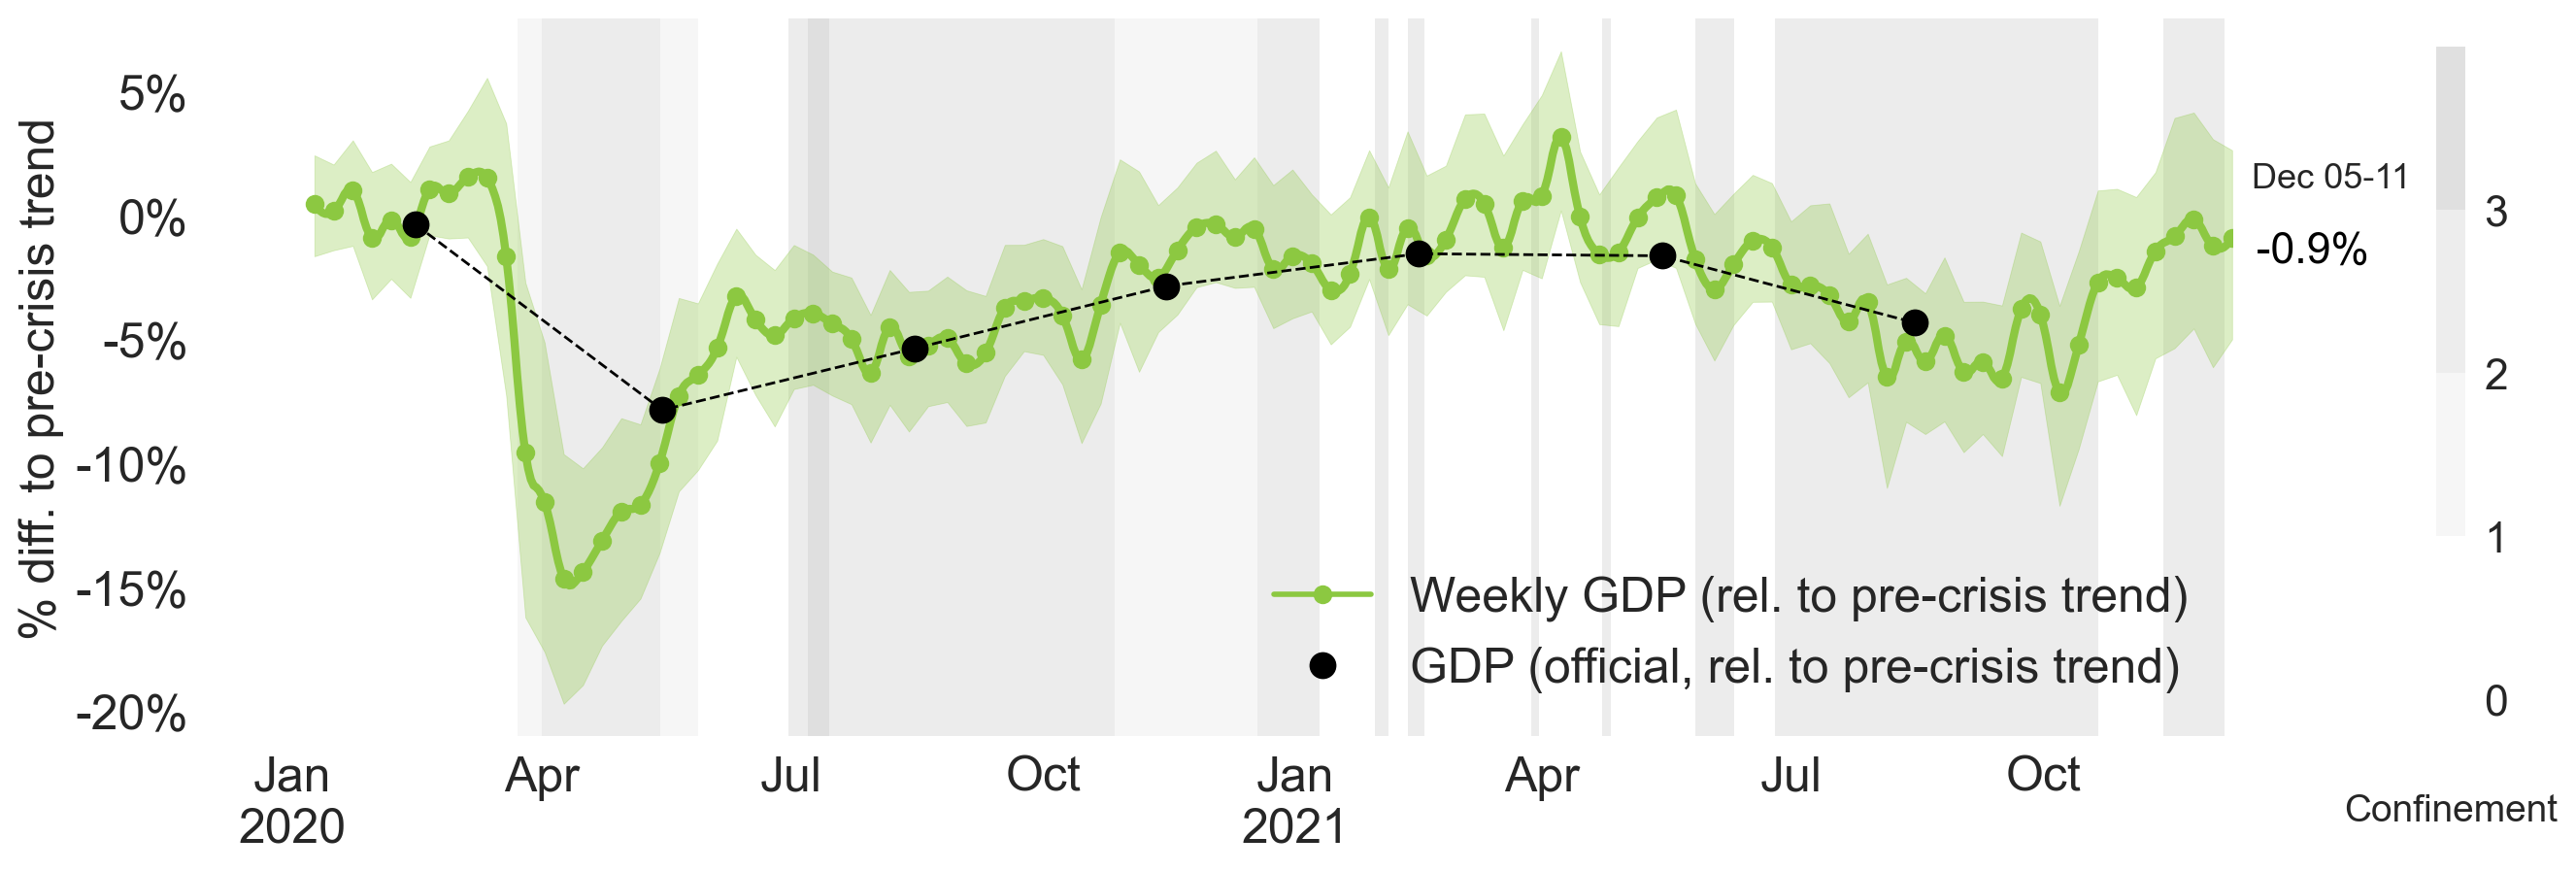 % diff. to pre-crisis trend
5%
0%
-5%
-10%
-15%
-20%
Jan
2020
Apr
Jul
Oct
Jan
2021
Apr
Jul
Oct
Weekly GDP (rel. to pre-crisis trend)
GDP (official, rel. to pre-crisis trend)
Dec 05-11
-0.9%
3
2
1
0
Confinement